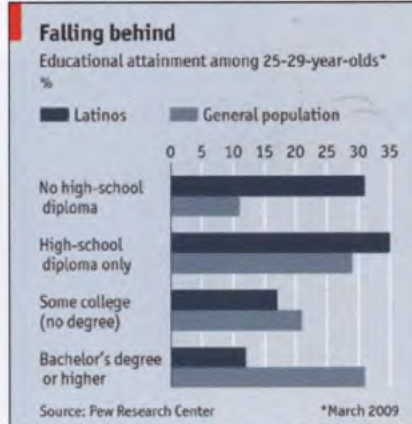 Falling behind
Educational attainment among 25-29-year-olds*
%
Latinos General population
0 5 10 15 20 25 30 35
No high-school
diploma
High-school
diploma only
Some college
(no degree)
Bachelor's degree
or higher
Source: Pew Research Center *March 2009